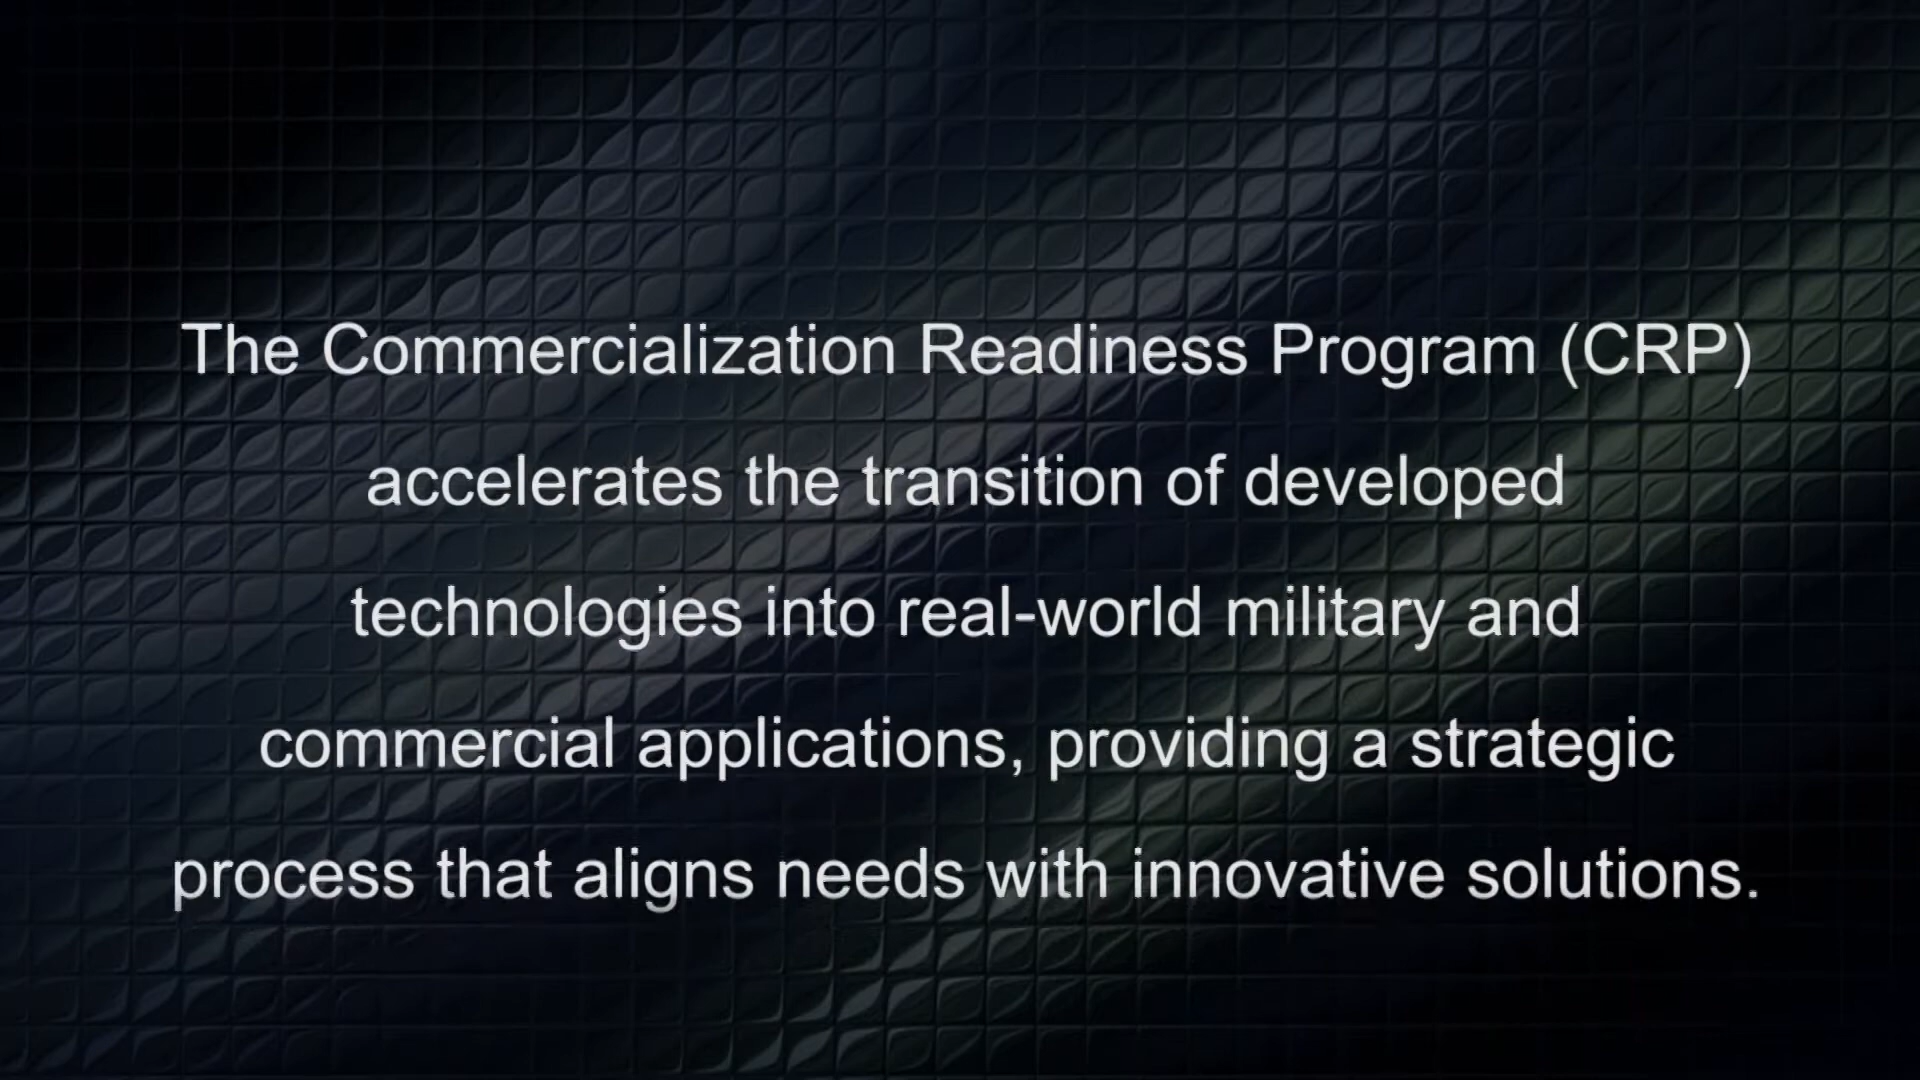 The Commercialization Readiness Program (CRP)
accelerates the transition of developed
technologies into real-world military and
commercial applications, providing a strategic
process that aligns needs with innovative solutions.